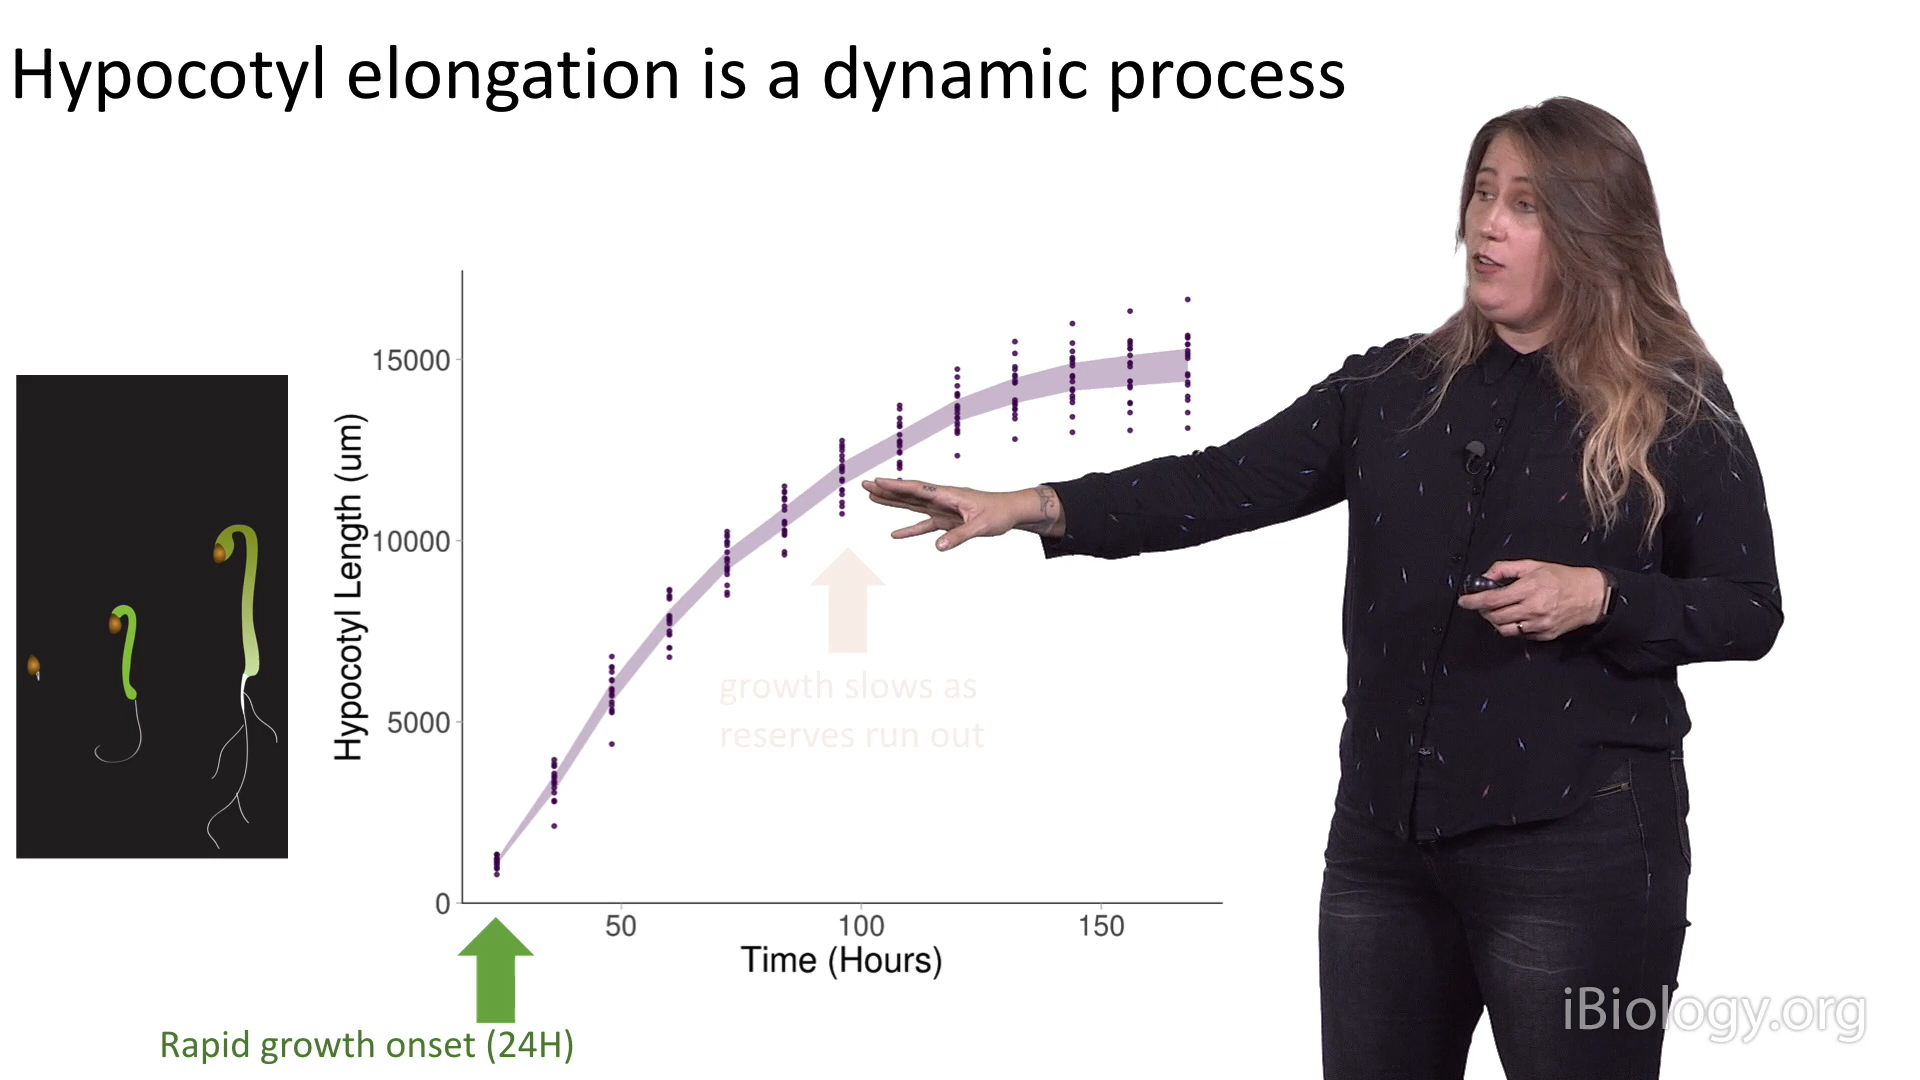 Hypocotyl elongation is a dynamic process
15000
10000
5000
0
Hypocotyl Length (um)
50
100
150
Time (Hours)
growth slows as
reserves run out
Rapid growth onset (24H)
iBiology.org